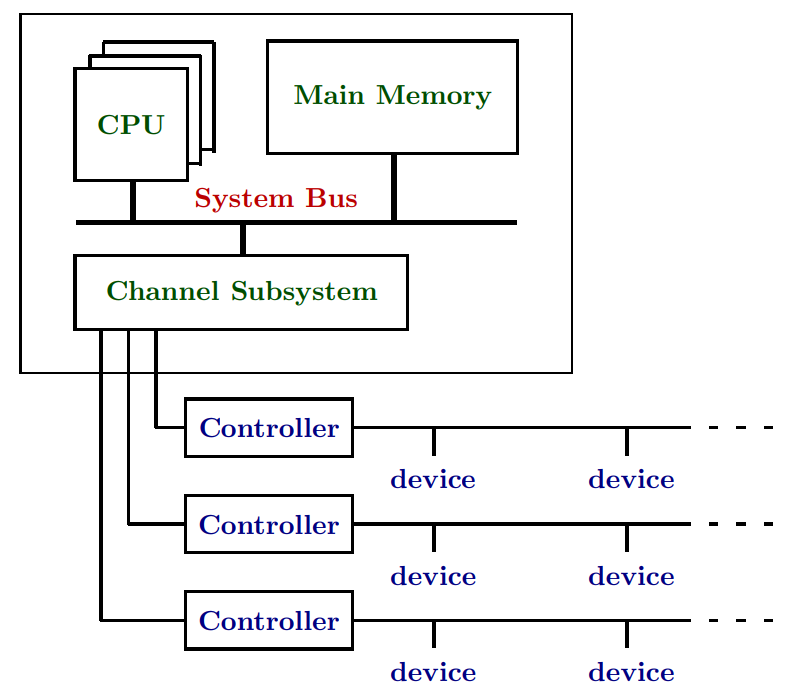 Main Memory
CPU
System Bus
Channel Subsystem
Controller
device device
Controller
device device
Controller
device device